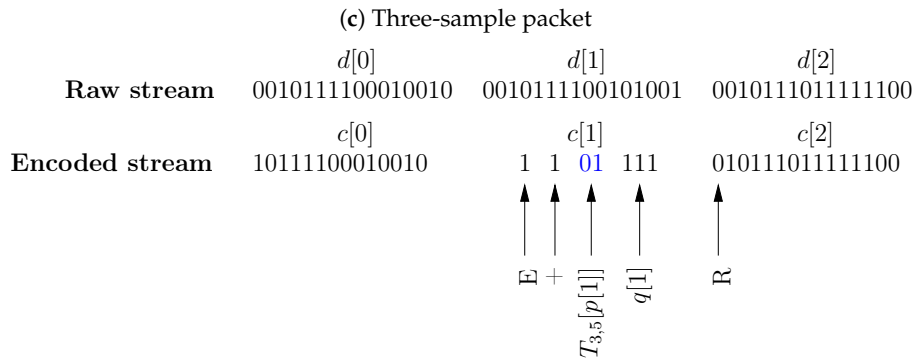 (c) Three-sample packet
d[0] d[1] d[2]
Raw stream 0010111100010010 0010111100101001 0010111011111100
c[0] c[1] c[2]
Encoded stream 10111100010010 1 1 01 111 010111011111100
E + T3,5[p[1]] q[1] R